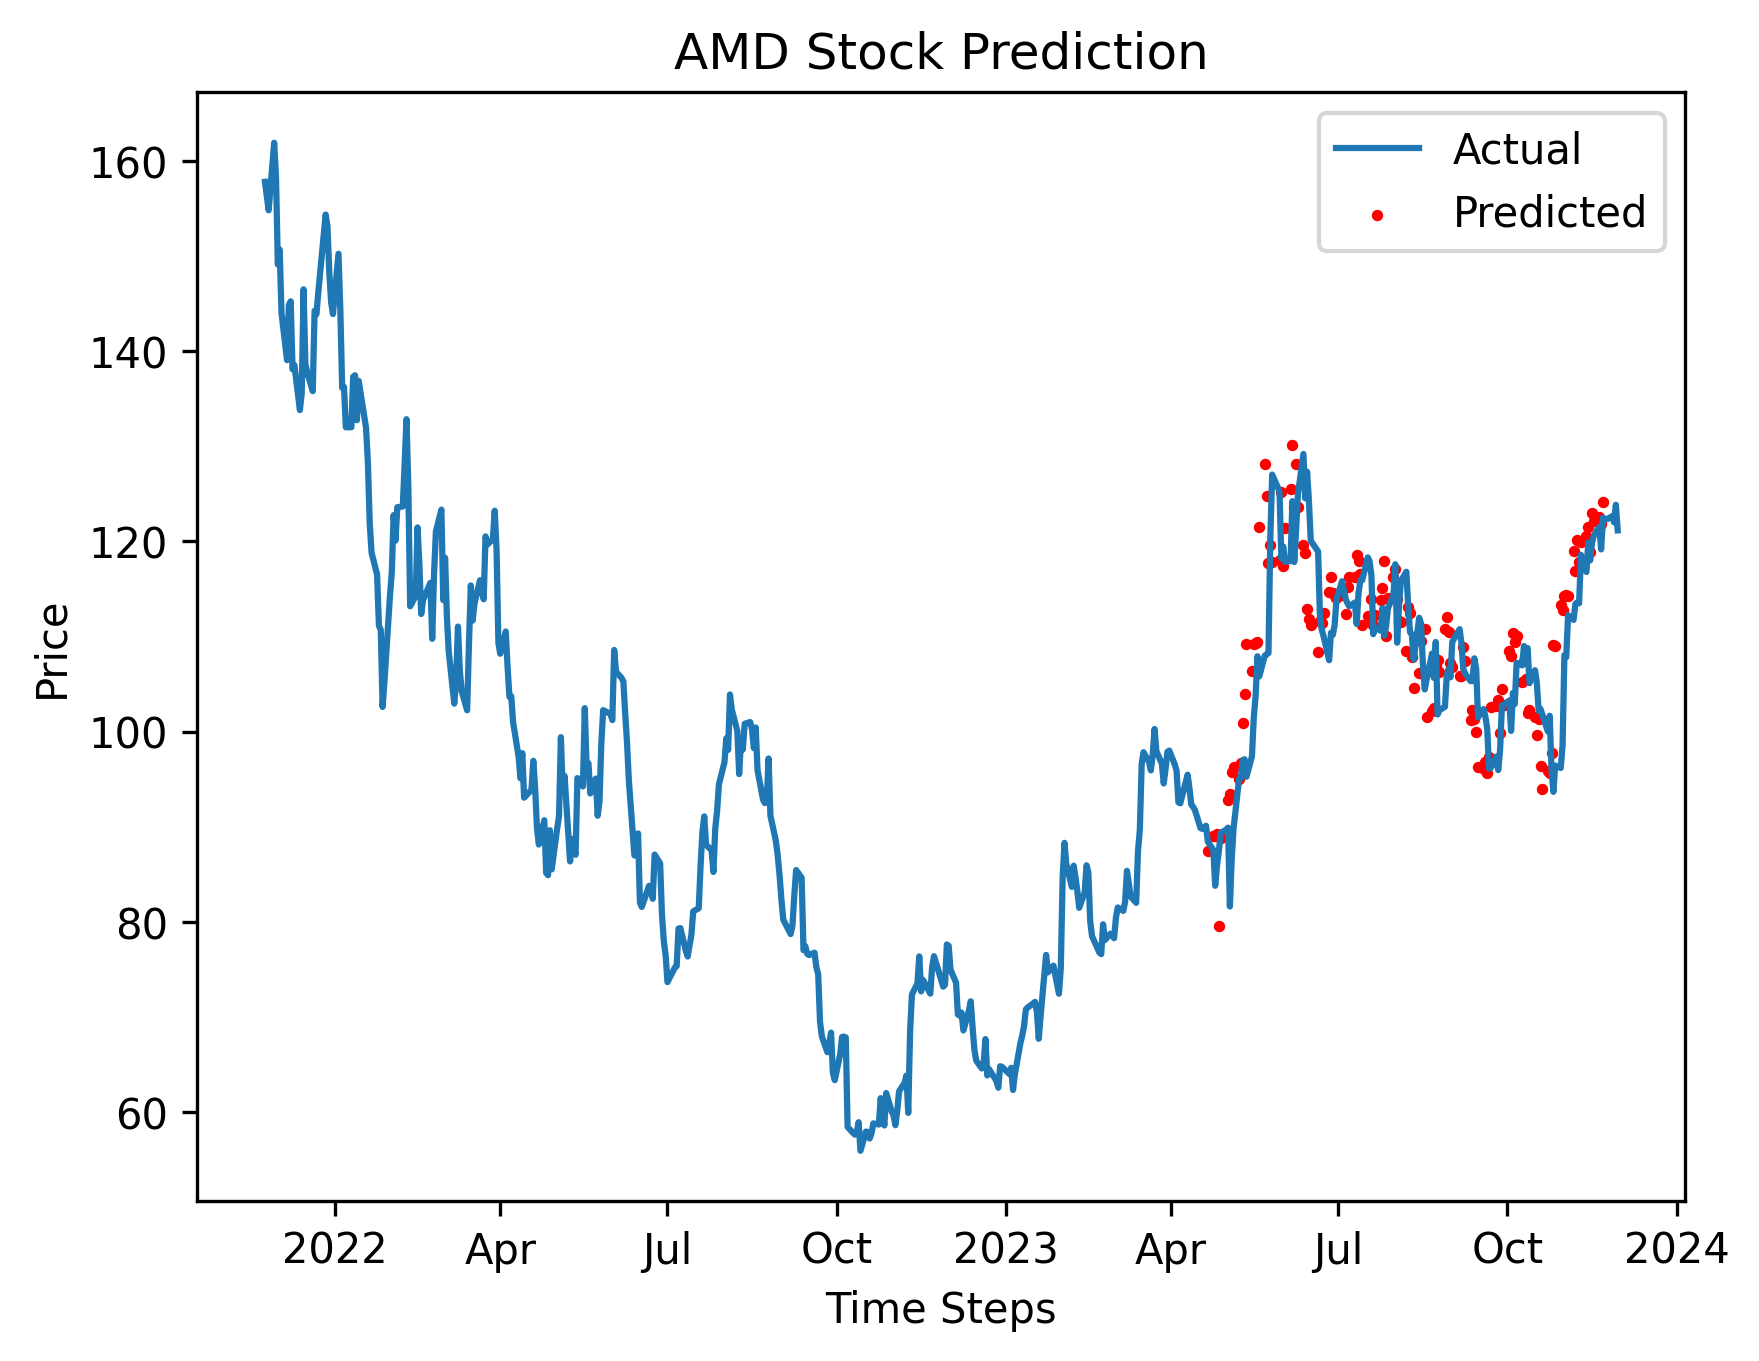 AMD Stock Prediction
Actual
Predicted
160
140
120
100
80
60
Price
2022 Apr Jul Oct 2023 Apr Jul Oct 2024
Time Steps